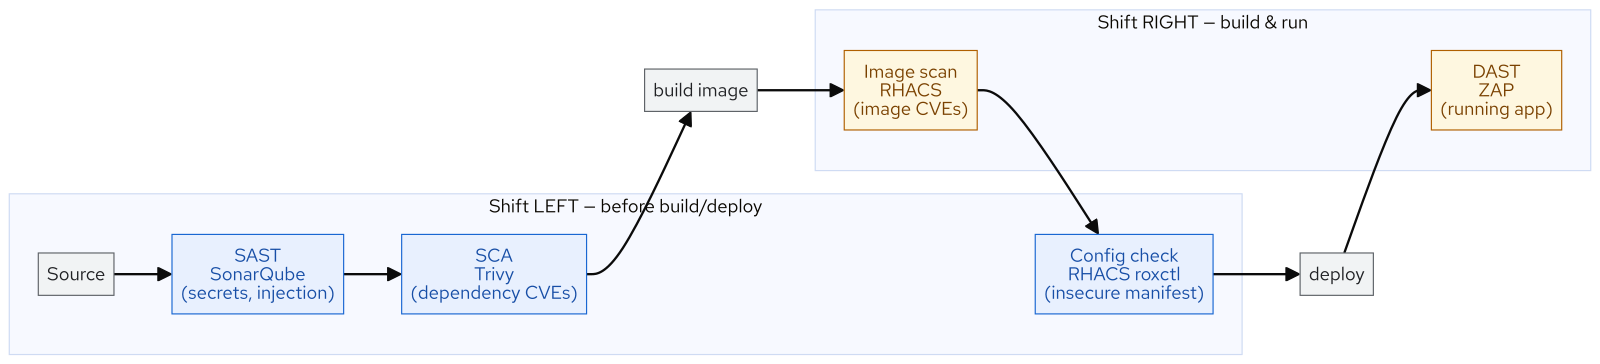 Shift RIGHT – build & run
Image scan
RHACS
(image CVEs)
DAST
ZAP
(running app)
build image
Shift LEFT – before build/deploy
Source
SAST
SonarQube
(secrets, injection)
SCA
Trivy
(dependency CVEs)
Config check
RHACS roxctl
(insecure manifest)
deploy